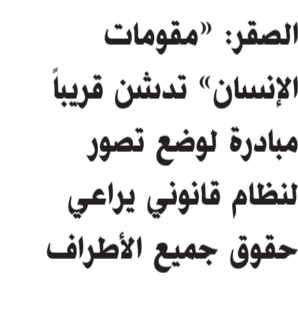 الصقر: «مقومات
الإنسان» تدشن قريباً
مبادرة لوضع تصور
لنظام قانوني يراعي
حقوق جميع الأطراف